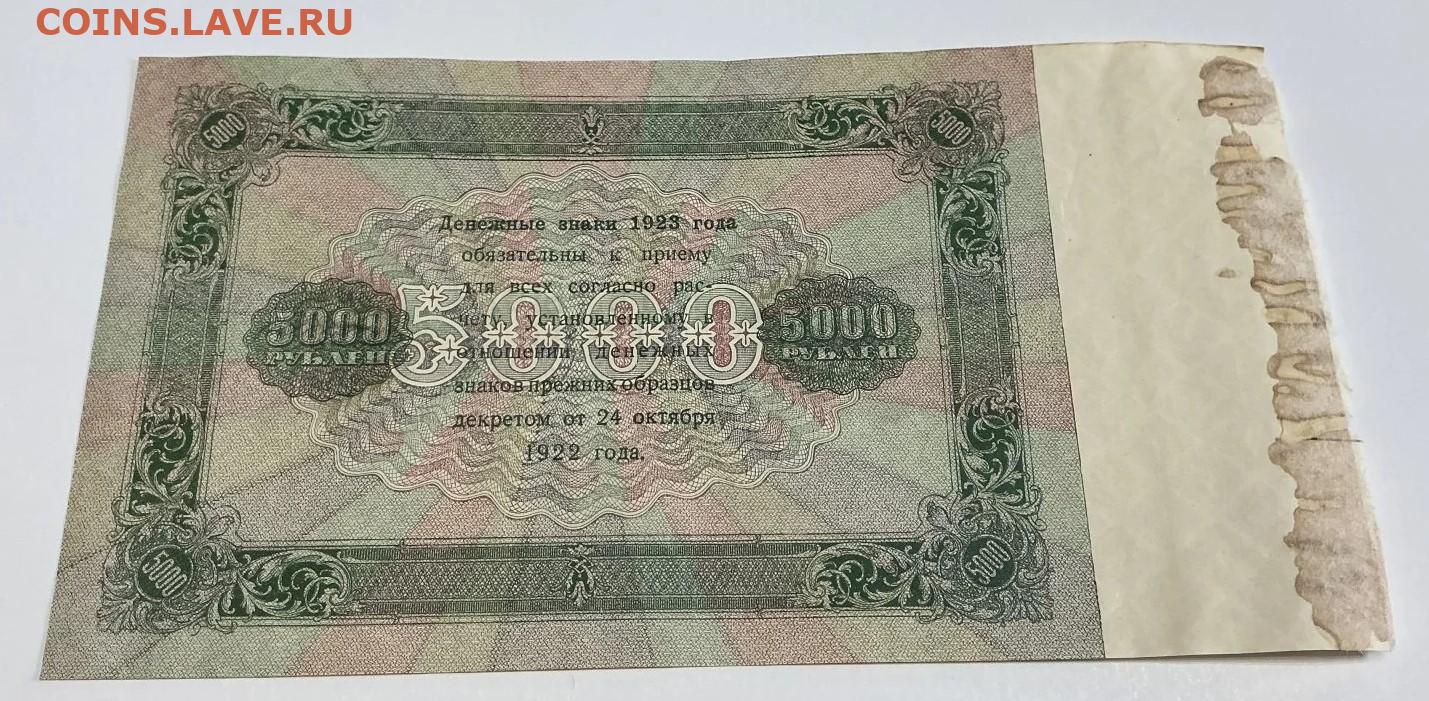 COINS.LAVE.RU
5000 5000
Денежные знаки 1923 года
обязательны к приему
для всех согласно рас-
чету, установленному в
отношении денежных
знаков прежних образцов
декретом от 24 октября
1922 года.
5000 РУБЛЕЙ
5000
5000 РУБЛЕЙ
5000 5000